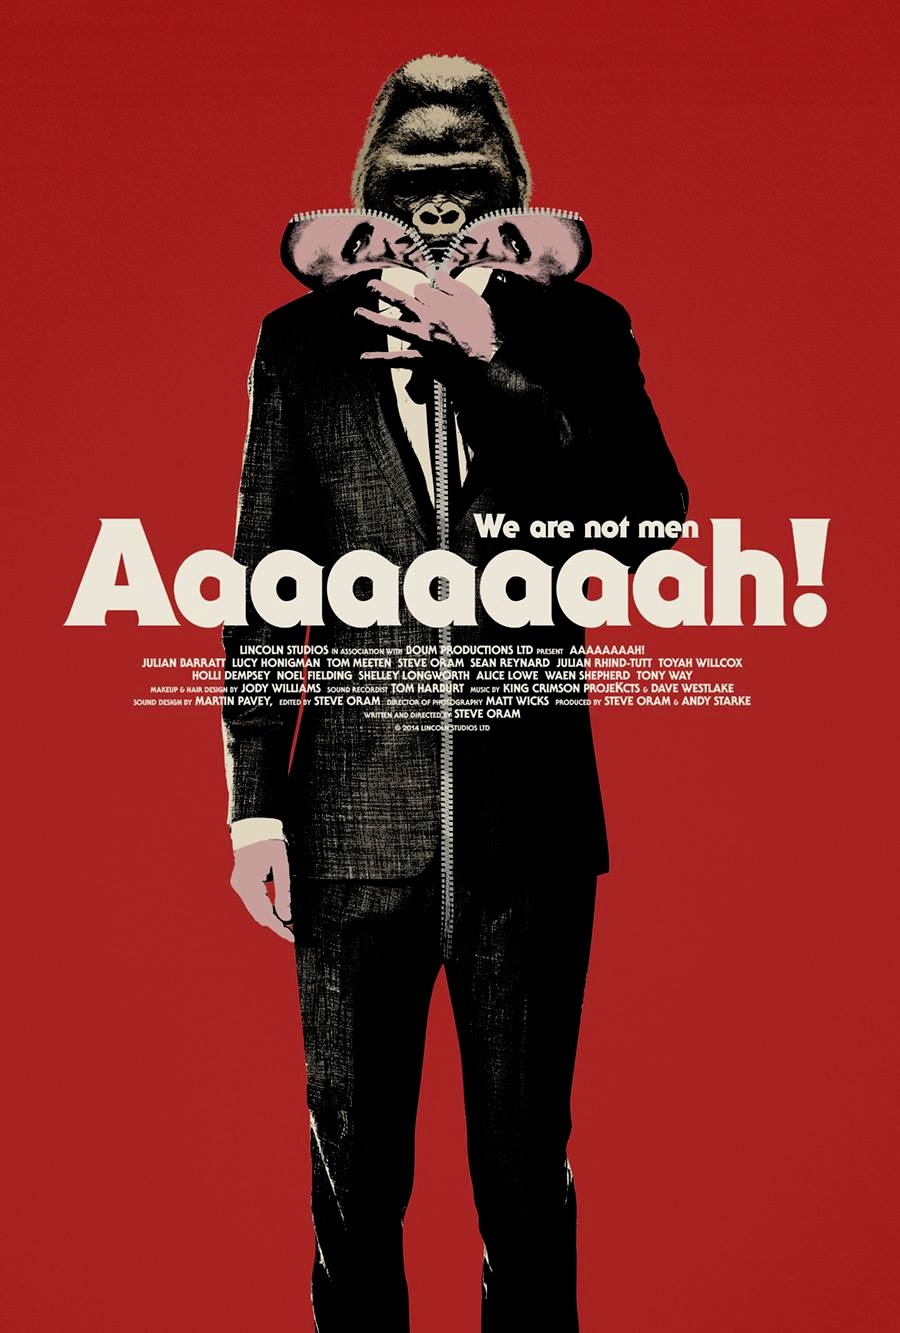 We are not men
Aaaaaaaah!
LINCOLN STUDIOS IN ASSOCIATION WITH BOUM PRODUCTIONS LTD PRESENT AAAAAAAAH!
JULIAN BARRATT LUCY HONIGMAN TOM MEETEN STEVE ORAM SEAN REYNARD JULIAN RHIND-TUTT TOYAH WILLCOX
HOLLI DEMPSEY NOEL FIELDING SHELLEY LONGWORTH ALICE LOWE WAEN SHEPHERD TONY WAY
MAKEUP & HAIR DESIGN BY JODY WILLIAMS SOUND RECORDIST TOM HARBURT MUSIC BY KING CRIMSON PROJEKCTS & DAVE WESTLAKE
SOUND DESIGN BY MARTIN PAVEY, EDITED BY STEVE ORAM DIRECTOR OF PHOTOGRAPHY MATT WICKS PRODUCED BY STEVE ORAM & ANDY STARKE
WRITTEN AND DIRECTED BY STEVE ORAM
© 2014 LINCOLN STUDIOS LTD